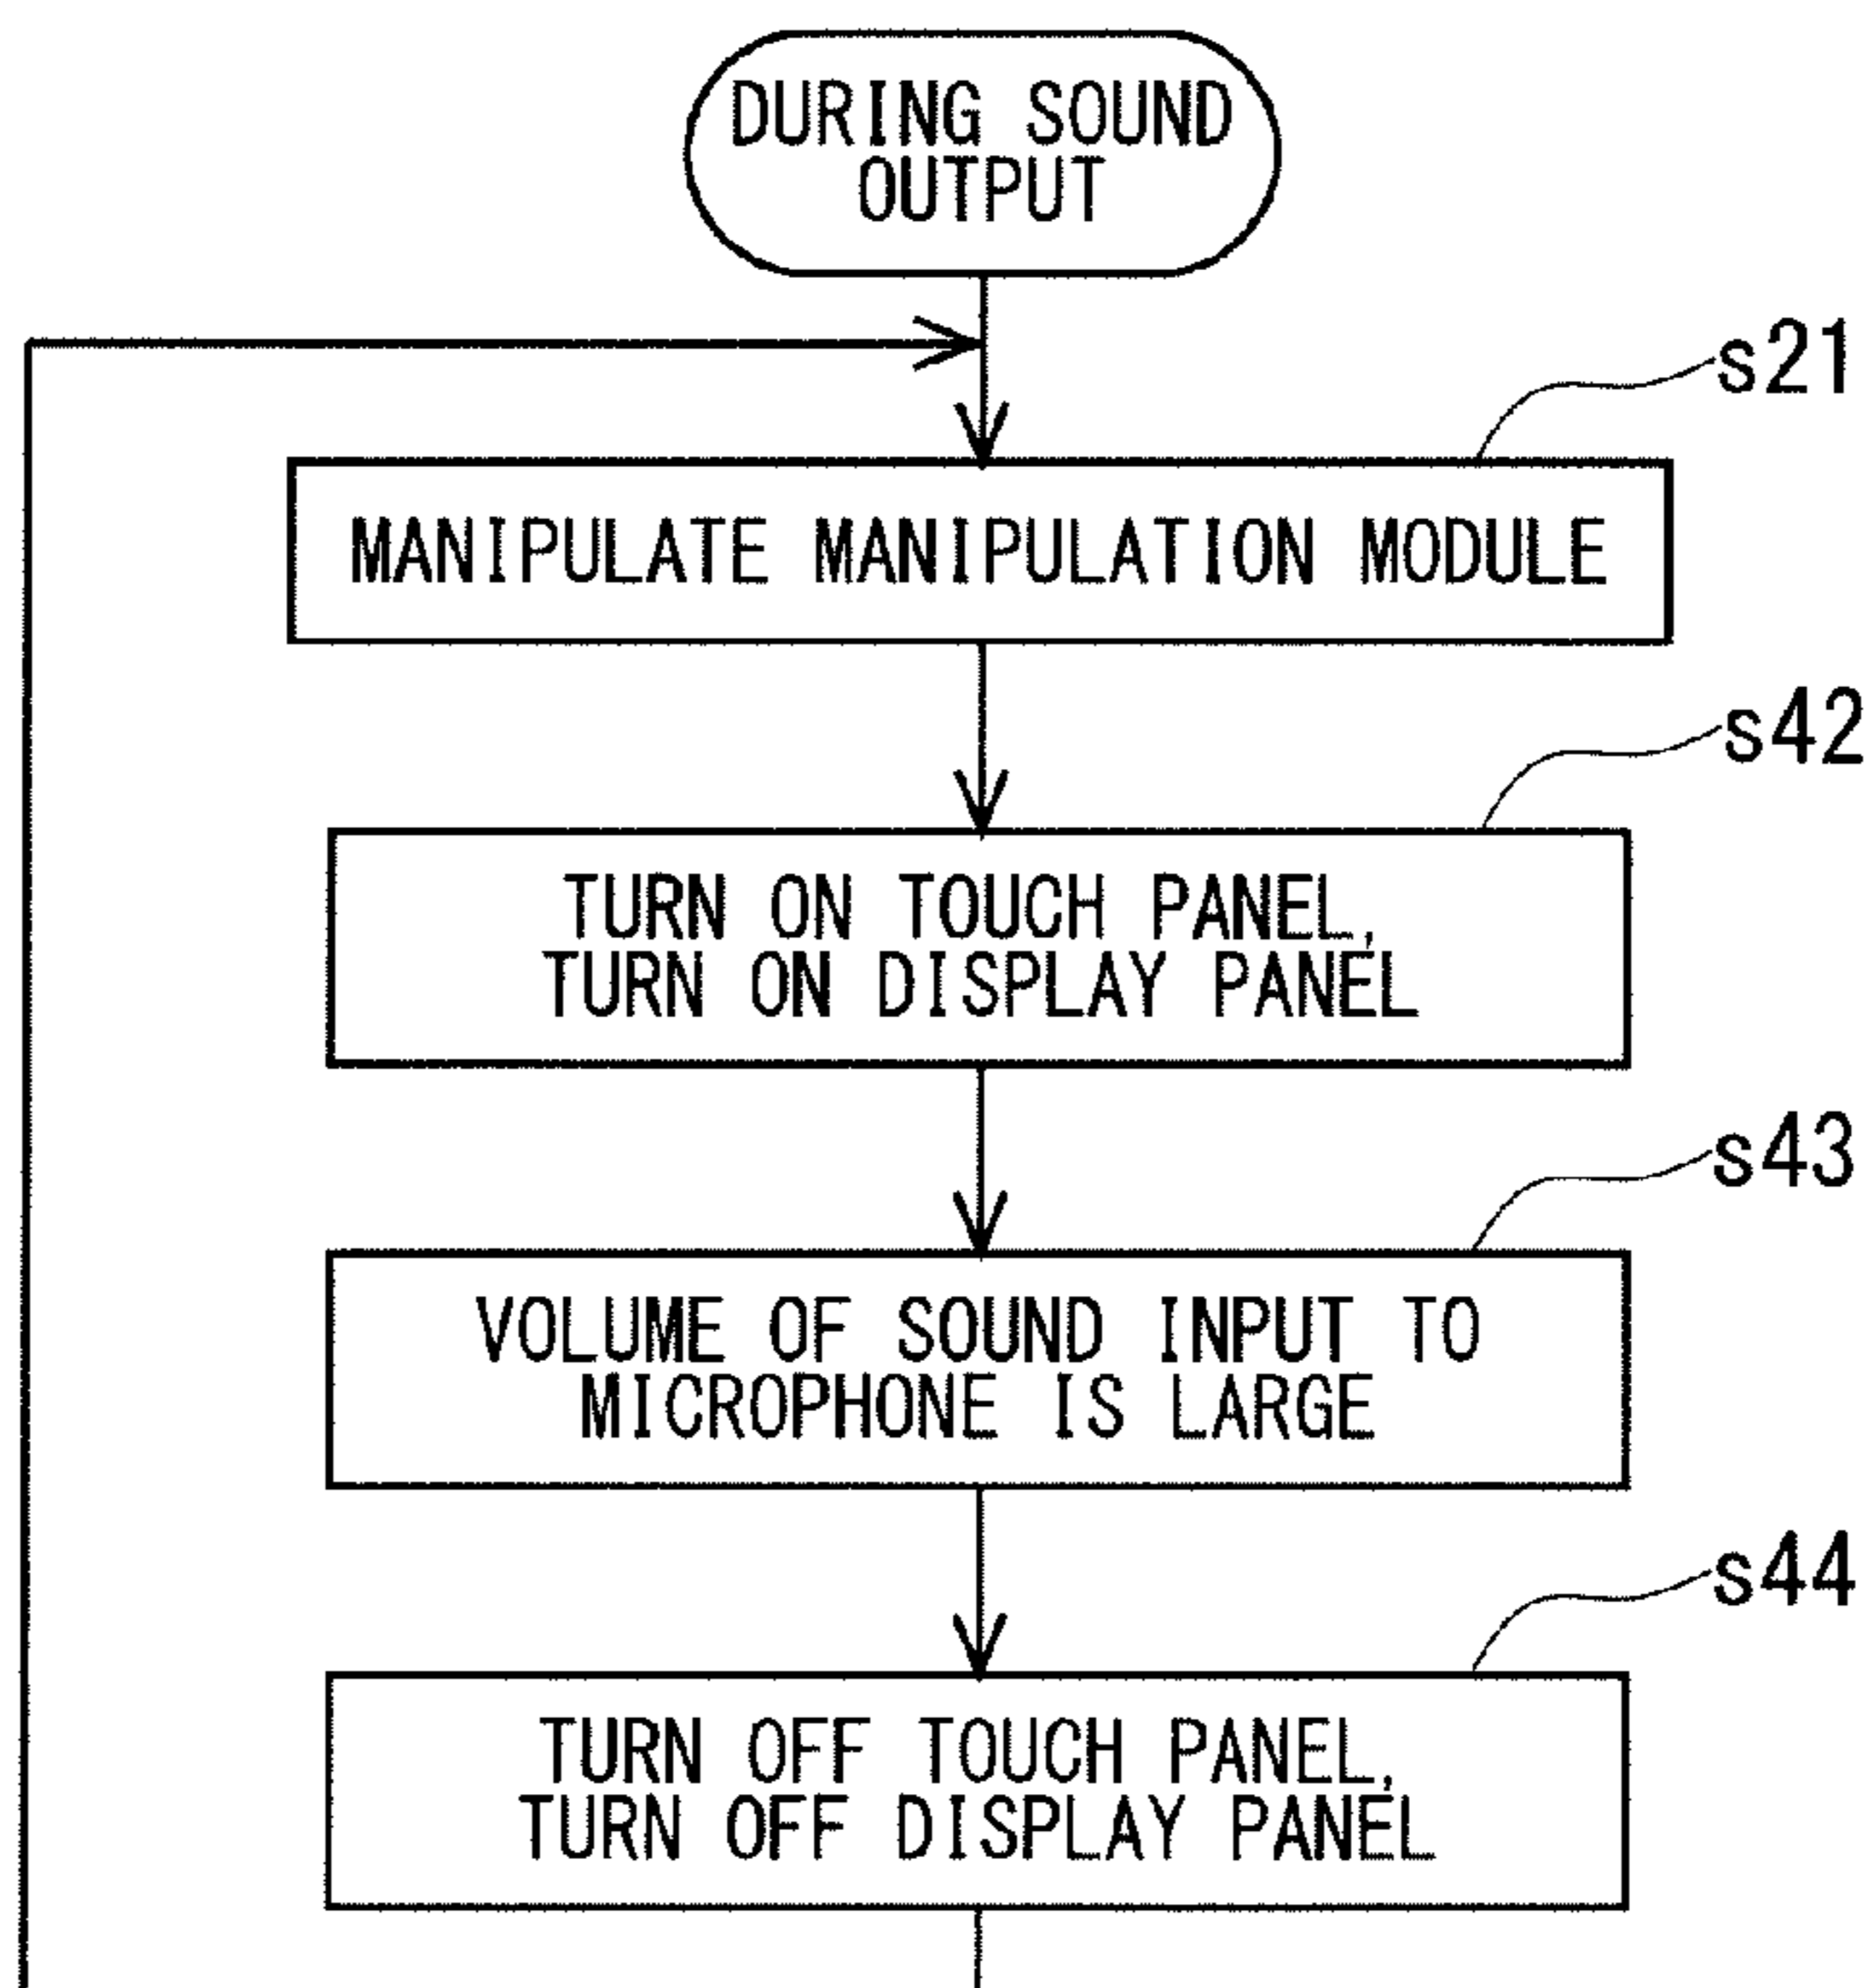 DURING SOUND
OUTPUT
s21
MANIPULATE MANIPULATION MODULE
s42
TURN ON TOUCH PANEL,
TURN ON DISPLAY PANEL
s43
VOLUME OF SOUND INPUT TO
MICROPHONE IS LARGE
s44
TURN OFF TOUCH PANEL,
TURN OFF DISPLAY PANEL